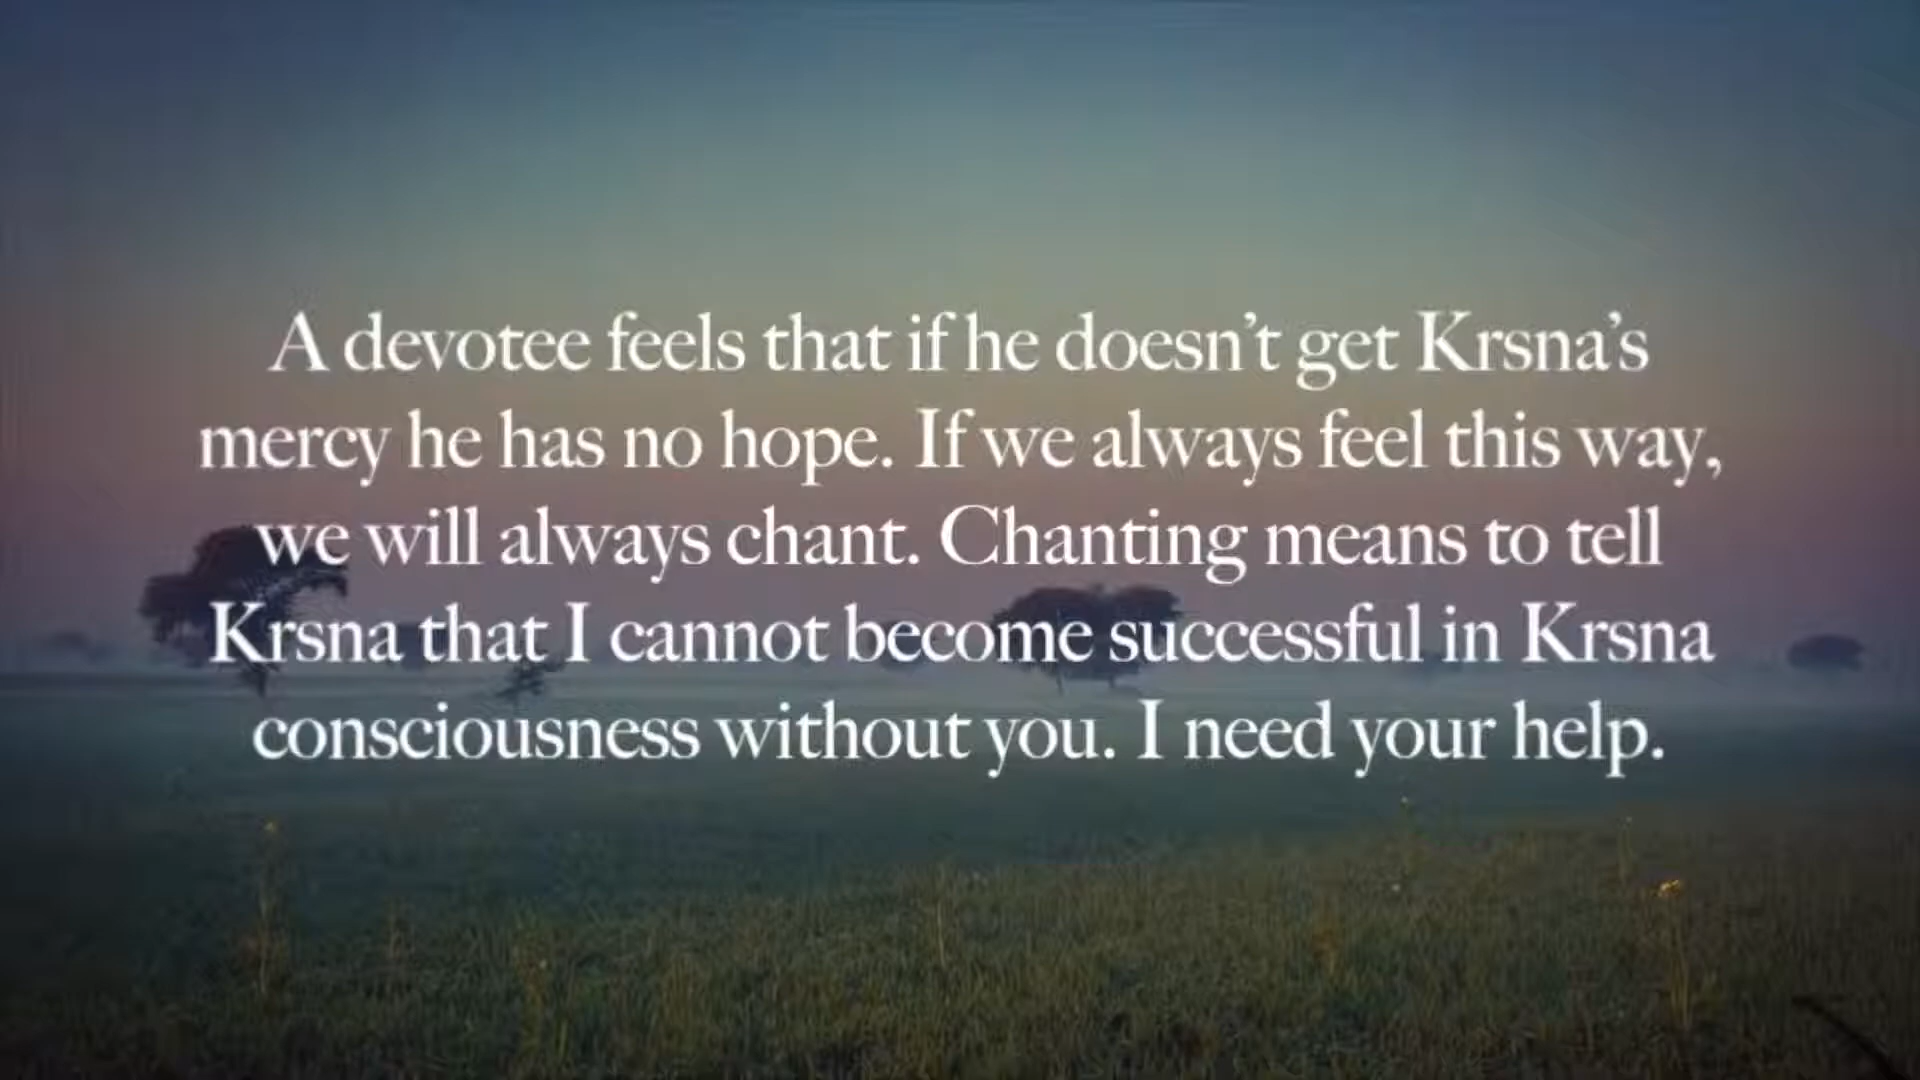 A devotee feels that if he doesn’t get Krsna’s
mercy he has no hope. If we always feel this way,
we will always chant. Chanting means to tell
Krsna that I cannot become successful in Krsna
consciousness without you. I need your help.